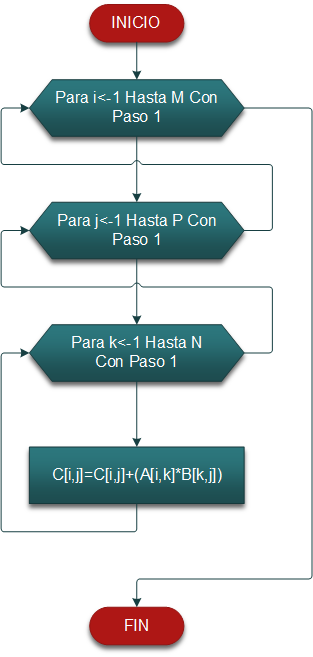 INICIO
Para i<-1 Hasta M Con
Paso 1
Para j<-1 Hasta P Con
Paso 1
Para k<-1 Hasta N
Con Paso 1
C[i,j]=C[i,j]+(A[i,k]*B[k,j])
FIN